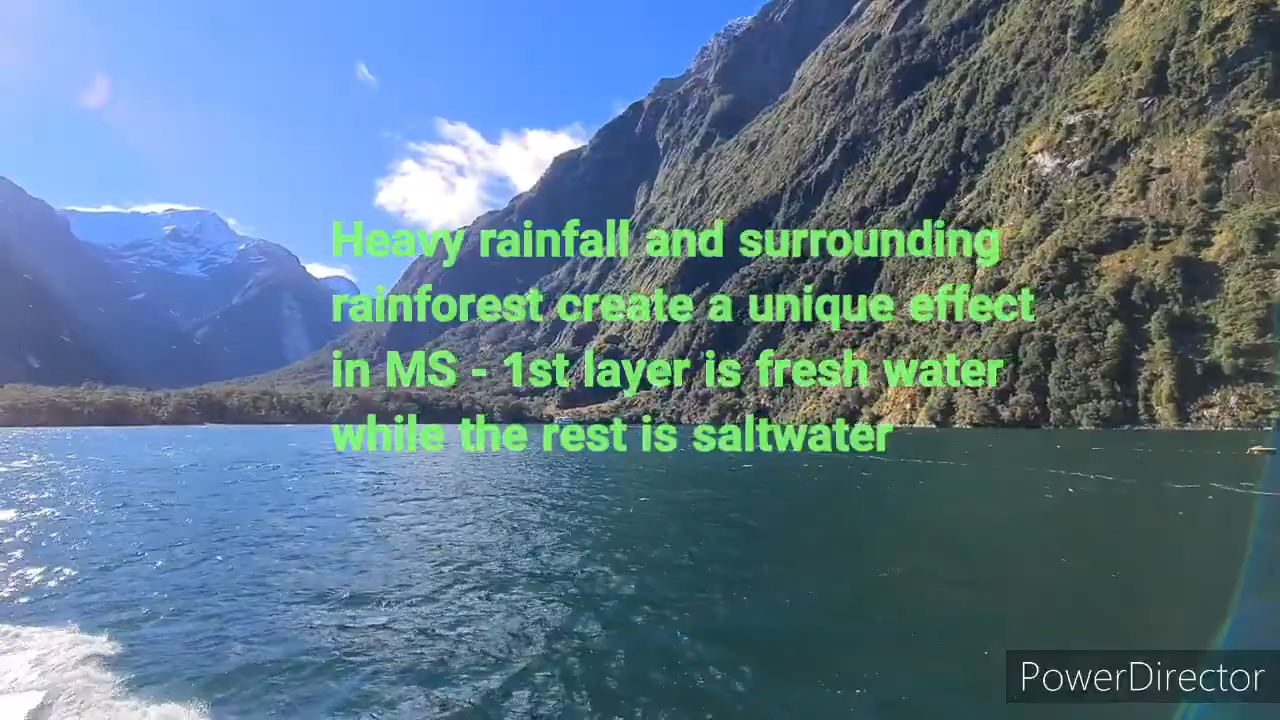 Heavy rainfall and surrounding
rainforest create a unique effect
in MS - 1st layer is fresh water
while the rest is saltwater
PowerDirector